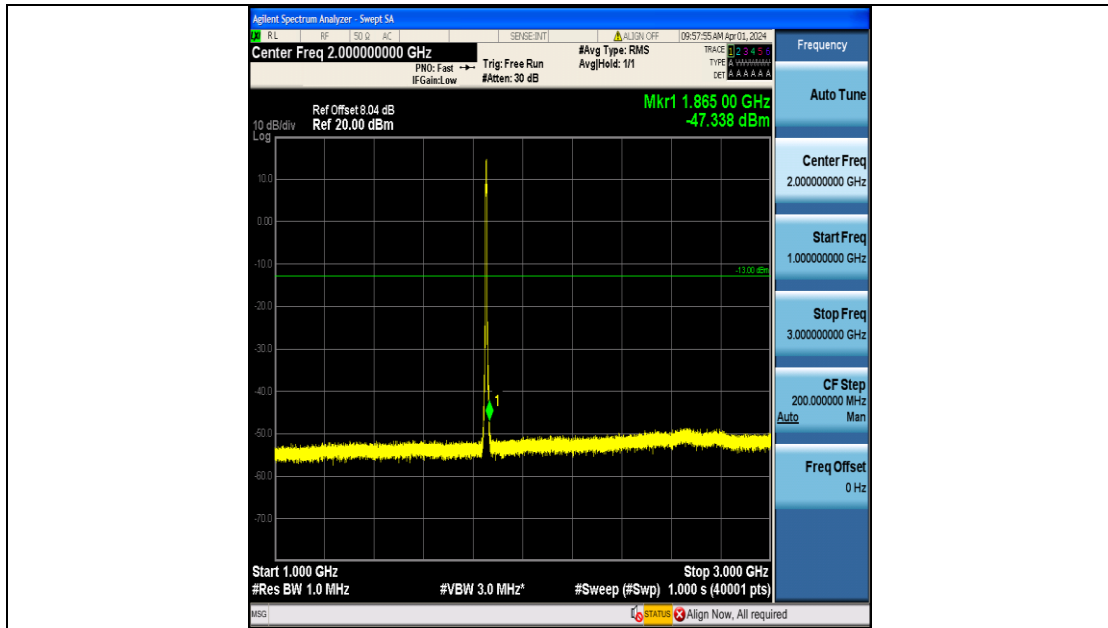 Agilent Spectrum Analyzer - Swept SA
RL RF 50 Ω AC SENSE:INT ALIGN OFF 09:57:55 AM Apr 01, 2024
Center Freq 2.000000000 GHz #Avg Type: RMS TRACE 1 2 3 4 5 6
PNO: Fast Trig: Free Run Avg|Hold: 1/1 TYPE A
IFGain:Low #Atten: 30 dB DET A A A A A A
Mkr1 1.865 00 GHz
-47.338 dBm
Ref Offset 8.04 dB
10 dB/div Ref 20.00 dBm
Log
10.0
0.00
-10.0
-13.00 dBm
-20.0
-30.0
-40.0
1
-50.0
-60.0
-70.0
Start 1.000 GHz Stop 3.000 GHz
#Res BW 1.0 MHz #VBW 3.0 MHz* #Sweep (#Swp) 1.000 s (40001 pts)
MSG STATUS Align Now, All required
Frequency
Auto Tune
Center Freq
2.000000000 GHz
Start Freq
1.000000000 GHz
Stop Freq
3.000000000 GHz
CF Step
200.000000 MHz
Auto Man
Freq Offset
0 Hz